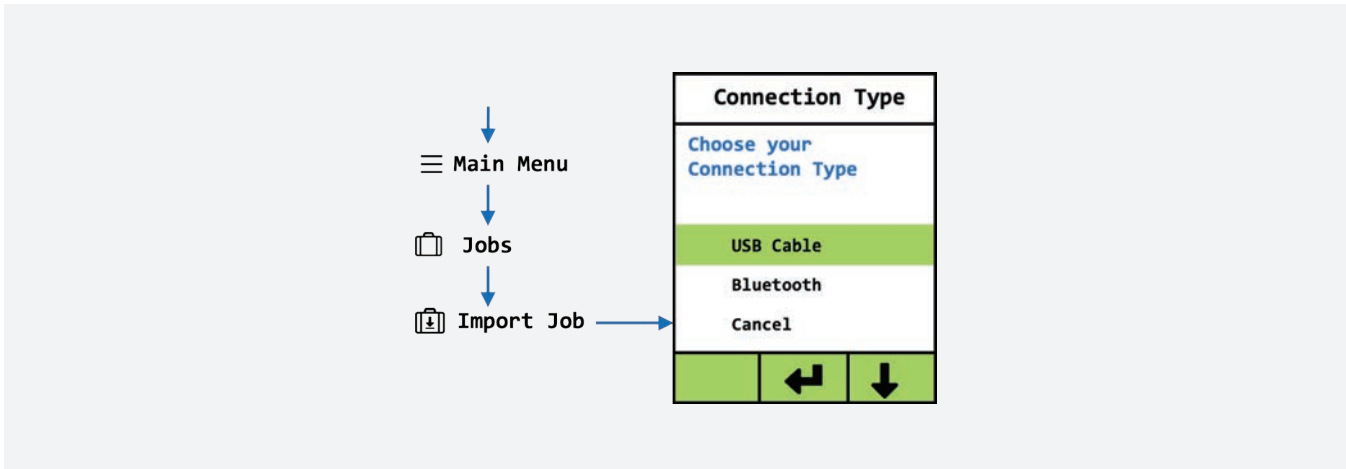 Main Menu
Jobs
Import Job
Connection Type
Choose your
Connection Type
USB Cable
Bluetooth
Cancel